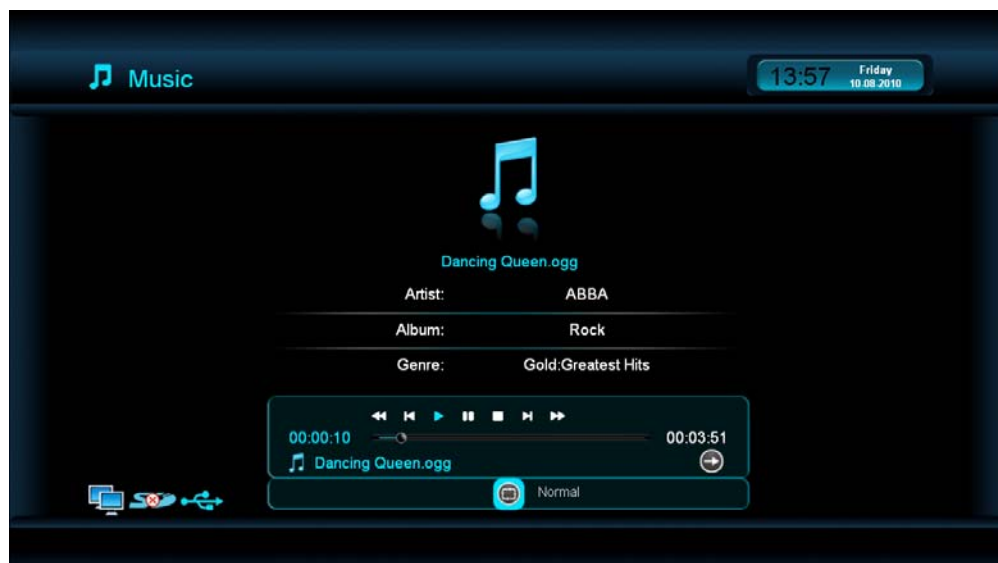 Music
13:57
Friday
10.08.2010
Dancing Queen.ogg
Artist: ABBA
Album: Rock
Genre: Gold:Greatest Hits
00:00:10 00:03:51
Dancing Queen.ogg
Normal